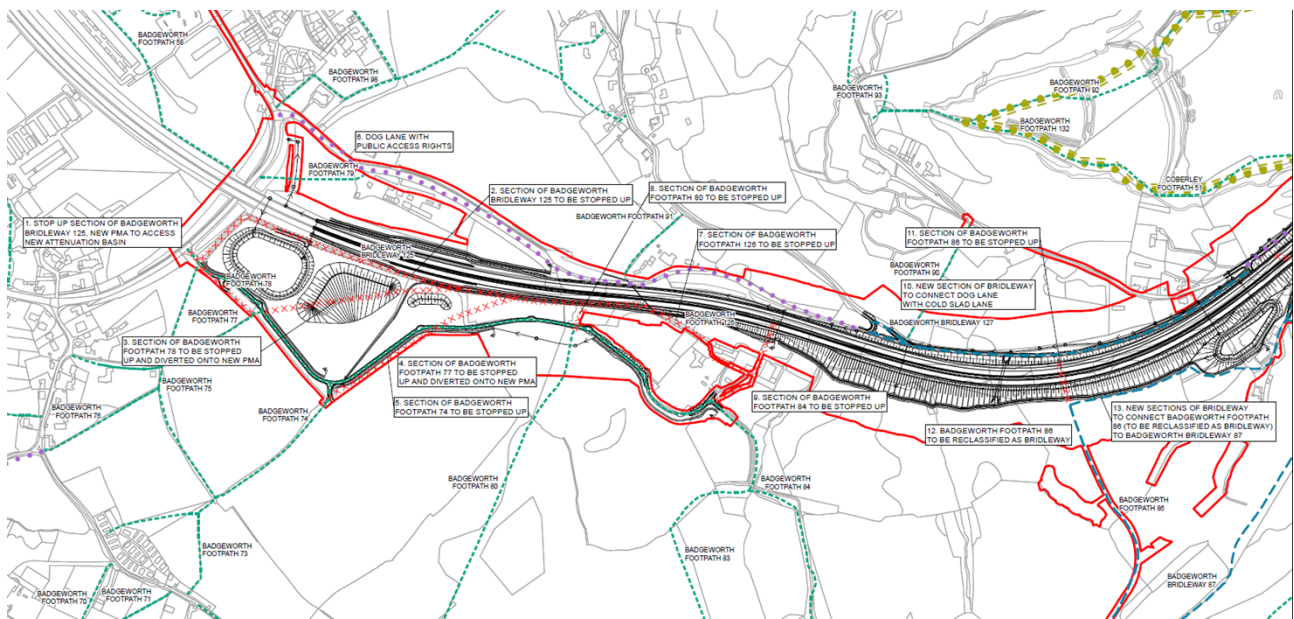 BADGEWORTH
FOOTPATH 58
BADGEWORTH
FOOTPATH 98
6. DOG LANE WITH
PUBLIC ACCESS RIGHTS
BADGEWORTH
FOOTPATH 79
BADGEWORTH
FOOTPATH 93
BADGEWORTH
FOOTPATH 92
BADGEWORTH
FOOTPATH 132
COBERLEY
FOOTPATH 51
1. STOP UP SECTION OF BADGEWORTH
BRIDLEWAY 125, NEW PMA TO ACCESS
NEW ATTENUATION BASIN
2. SECTION OF BADGEWORTH
BRIDLEWAY 125 TO BE STOPPED UP
8. SECTION OF BADGEWORTH
FOOTPATH 80 TO BE STOPPED UP
BADGEWORTH FOOTPATH 91
7. SECTION OF BADGEWORTH
FOOTPATH 126 TO BE STOPPED UP
11. SECTION OF BADGEWORTH
FOOTPATH 86 TO BE STOPPED UP
BADGEWORTH
BRIDLEWAY 125
BADGEWORTH
FOOTPATH 78
BADGEWORTH
FOOTPATH 90
10. NEW SECTION OF BRIDLEWAY
TO CONNECT DOG LANE
WITH COLD SLAD LANE
BADGEWORTH
FOOTPATH 77
BADGEWORTH
FOOTPATH 126
BADGEWORTH BRIDLEWAY 127
3. SECTION OF BADGEWORTH
FOOTPATH 78 TO BE STOPPED
UP AND DIVERTED ONTO NEW PMA
4. SECTION OF BADGEWORTH
FOOTPATH 77 TO BE STOPPED
UP AND DIVERTED ONTO NEW PMA
BADGEWORTH
FOOTPATH 75
5. SECTION OF BADGEWORTH
FOOTPATH 74 TO BE STOPPED UP
9. SECTION OF BADGEWORTH
FOOTPATH 84 TO BE STOPPED UP
BADGEWORTH
FOOTPATH 76
BADGEWORTH
FOOTPATH 74
12. BADGEWORTH FOOTPATH 86
TO BE RECLASSIFIED AS BRIDLEWAY
13. NEW SECTIONS OF BRIDLEWAY
TO CONNECT BADGEWORTH FOOTPATH
86 (TO BE RECLASSIFIED AS BRIDLEWAY)
TO BADGEWORTH BRIDLEWAY 87
BADGEWORTH
FOOTPATH 80
BADGEWORTH
FOOTPATH 84
BADGEWORTH
FOOTPATH 86
BADGEWORTH
FOOTPATH 73
BADGEWORTH
FOOTPATH 83
BADGEWORTH
BRIDLEWAY 87
BADGEWORTH
FOOTPATH 70
BADGEWORTH
FOOTPATH 71